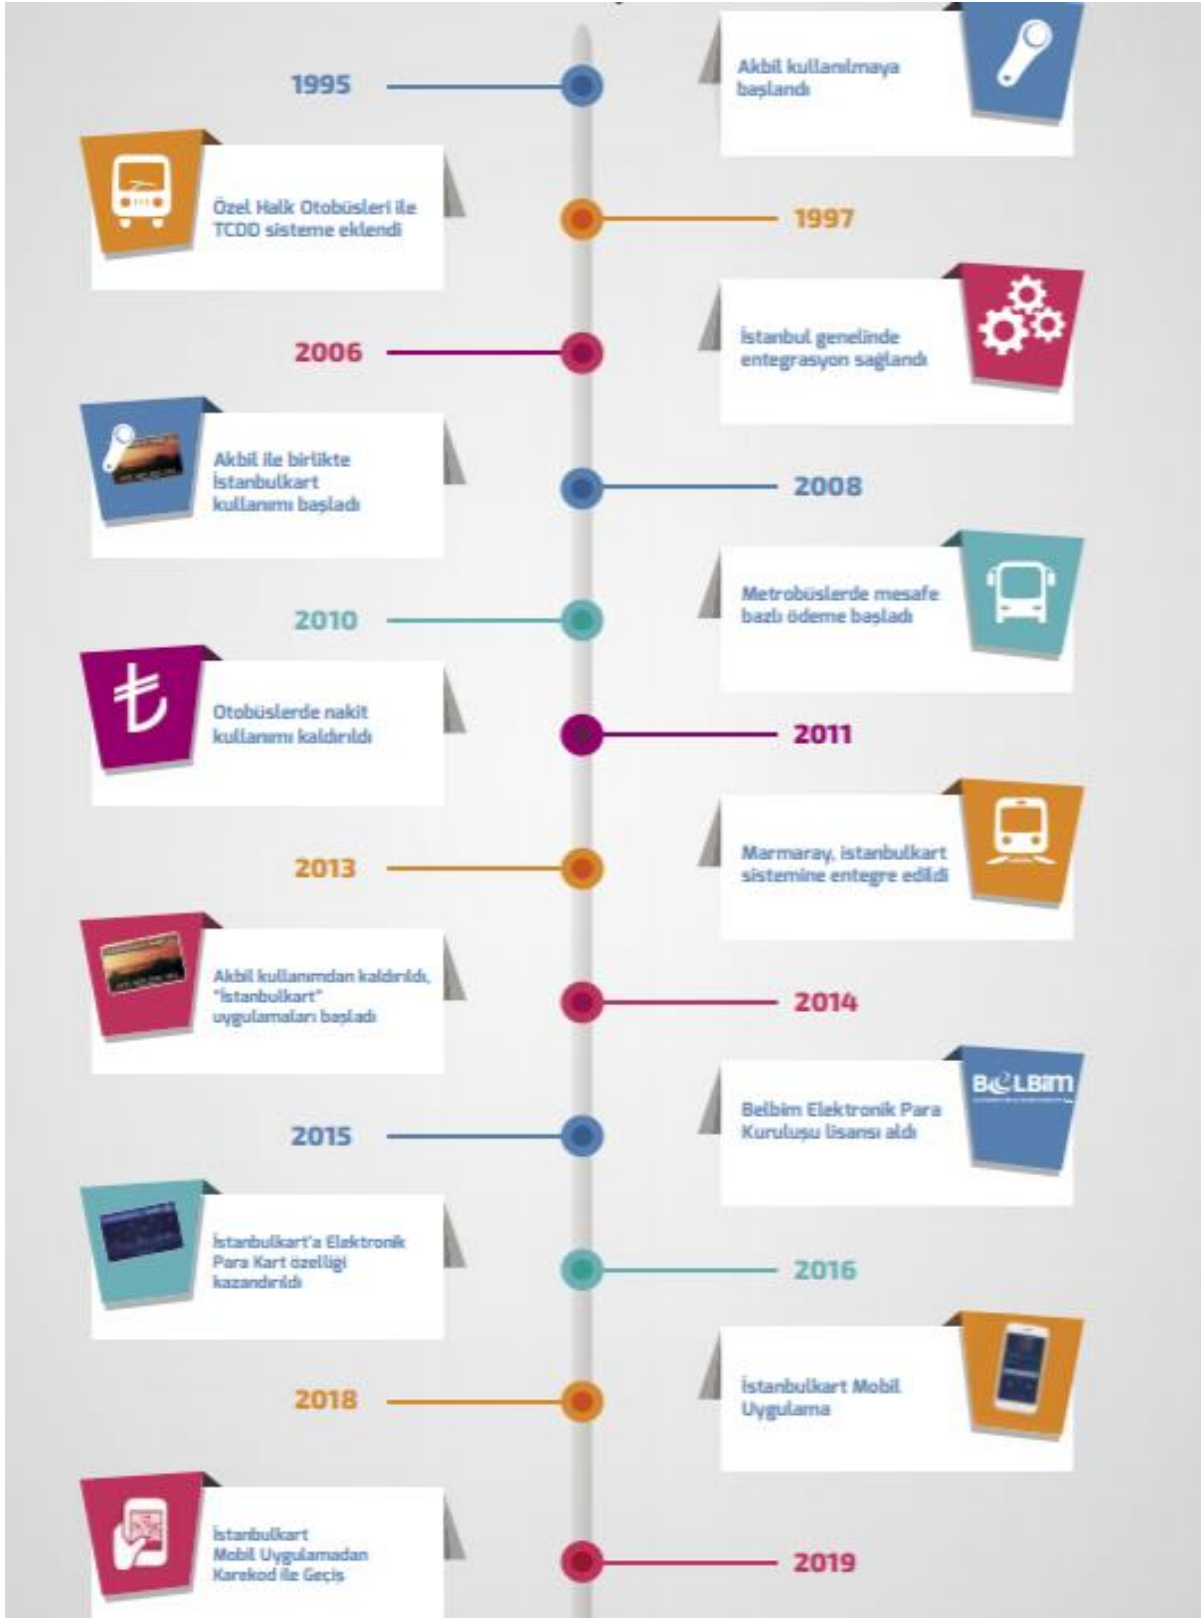 1995
Akbil kullanılmaya
başlandı
Özel Halk Otobüsleri ile
TCDD sisteme eklendi
1997
2006
İstanbul genelinde
entegrasyon sağlandı
Akbil ile birlikte
İstanbulkart
kullanımı başladı
2008
2010
Metrobüslerde mesafe
bazlı ödeme başladı
Otobüslerde nakit
kullanımı kaldırıldı
2011
2013
Marmaray, istanbulkart
sistemine entegre edildi
Akbil kullanımdan kaldırıldı,
"İstanbulkart"
uygulamaları başladı
2014
2015
Belbim Elektronik Para
Kuruluşu lisansı aldı
BELBiM
İstanbulkart'a Elektronik
Para Kart özelliği
kazandırıldı
2016
2018
İstanbulkart Mobil
Uygulama
İstanbulkart
Mobil Uygulamadan
Karekod ile Geçiş
2019